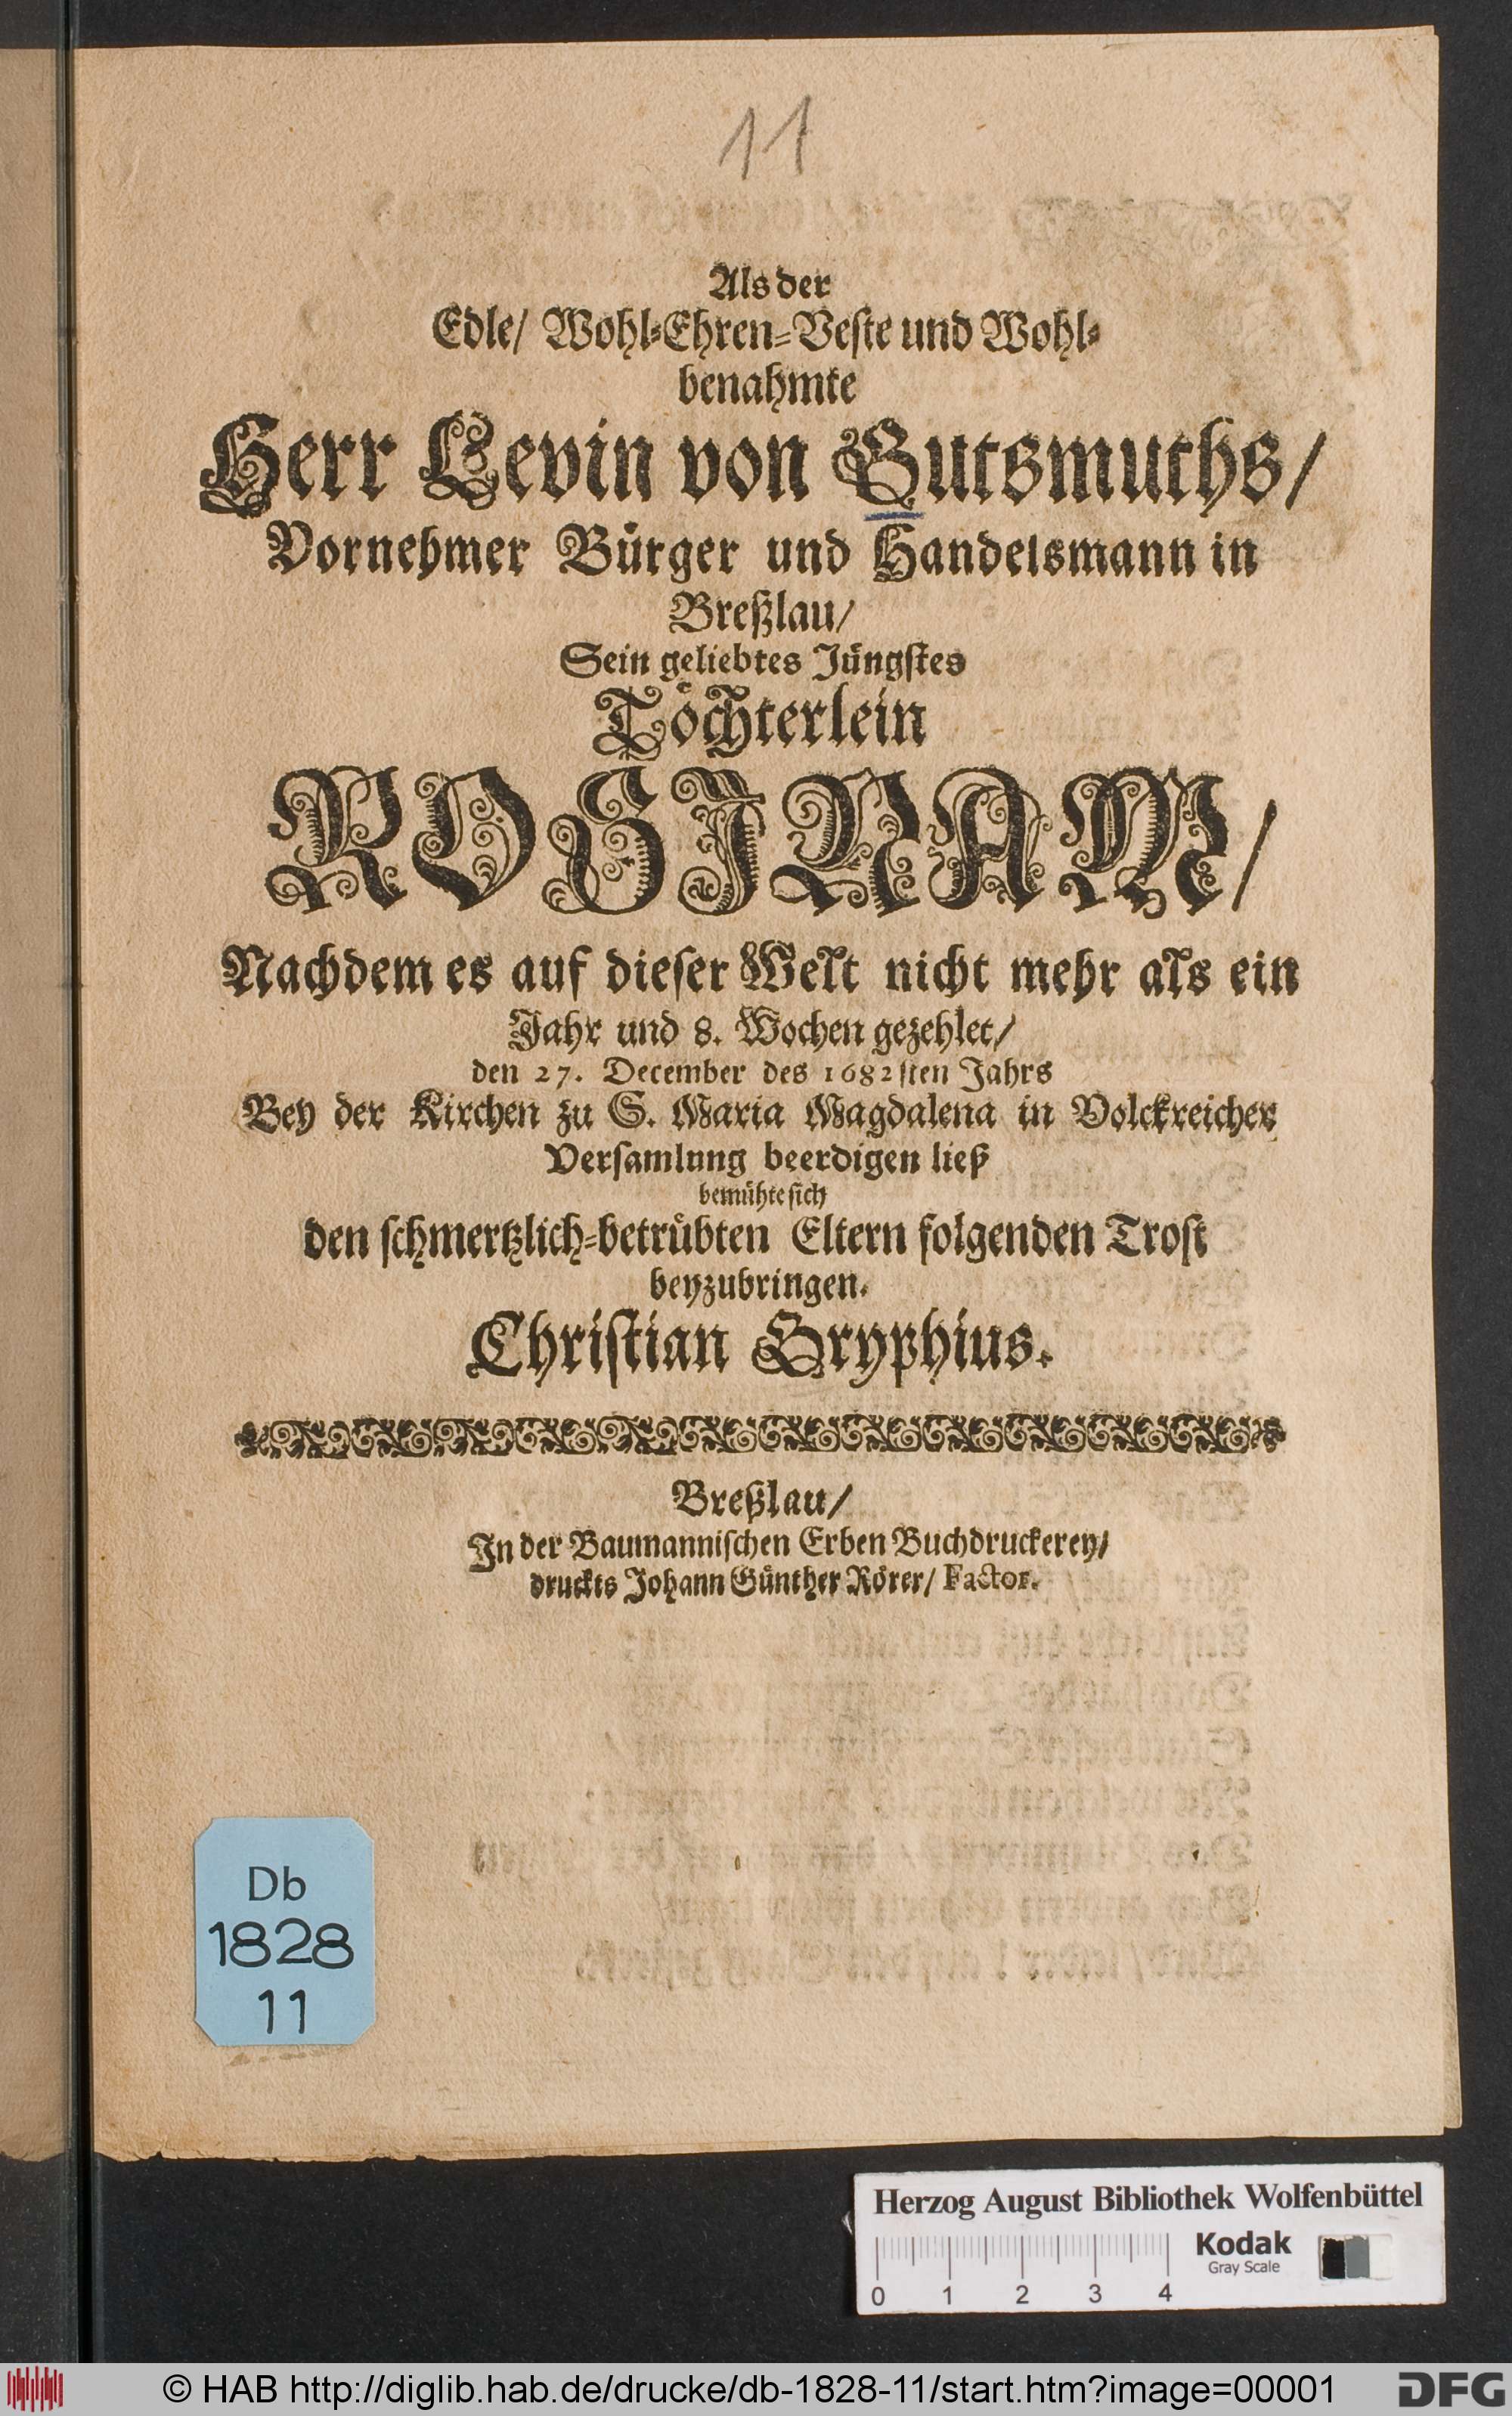 11
Als der
Edle/ Wohl-Ehren-Veste und Wohl-
benahmte
Herr Levin von Gutsmuths/
Vornehmer Bürger und Handelsmann in
Breßlau/
Sein geliebtes Jüngstes
Töchterlein
ROSINAM/
Nachdem es auf dieser Welt nicht mehr als ein
Jahr und 8. Wochen gezehlet/
den 27. December des 1682sten Jahrs
Bey der Kirchen zu S. Maria Magdalena in Volckreicher
Versamlung beerdigen ließ
bemühte sich
den schmertzlich-betrübten Eltern folgenden Trost
beyzubringen.
Christian Gryphius.
Breßlau/
In der Baumannischen Erben Buchdruckerey/
druckts Johann Günther Rörer/ Factor.
Db
1828
11
Herzog August Bibliothek Wolfenbüttel
Kodak
Gray Scale
0 1 2 3 4
© HAB http://diglib.hab.de/drucke/db-1828-11/start.htm?image=00001
DFG